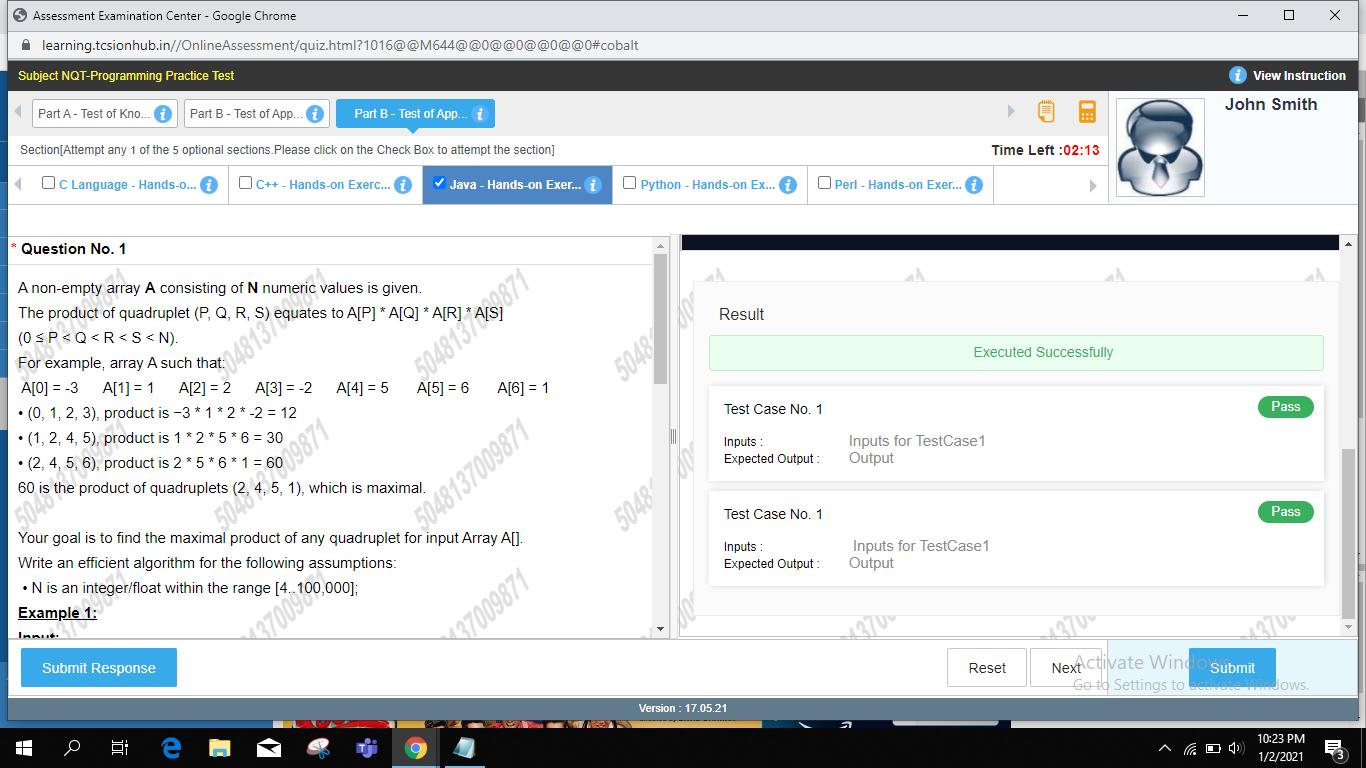 Assessment Examination Center - Google Chrome
learning.tcsionhub.in//OnlineAssessment/quiz.html?1016@@M644@@0@@0@@0@@0#cobalt
Subject NQT-Programming Practice Test
View Instruction
Part A - Test of Kno...
Part B - Test of App...
Part B - Test of App...
John Smith
Section[Attempt any 1 of the 5 optional sections.Please click on the Check Box to attempt the section]
Time Left :02:13
C Language - Hands-o...
C++ - Hands-on Exerc...
Java - Hands-on Exer...
Python - Hands-on Ex...
Perl - Hands-on Exer...
* Question No. 1
A non-empty array A consisting of N numeric values is given.
The product of quadruplet (P, Q, R, S) equates to A[P] * A[Q] * A[R] * A[S]
(0 ≤ P < Q < R < S < N).
For example, array A such that:
A[0] = -3 A[1] = 1 A[2] = 2 A[3] = -2 A[4] = 5 A[5] = 6 A[6] = 1
• (0, 1, 2, 3), product is −3 * 1 * 2 * -2 = 12
• (1, 2, 4, 5), product is 1 * 2 * 5 * 6 = 30
• (2, 4, 5, 6), product is 2 * 5 * 6 * 1 = 60
60 is the product of quadruplets (2, 4, 5, 1), which is maximal.
Your goal is to find the maximal product of any quadruplet for input Array A[].
Write an efficient algorithm for the following assumptions:
• N is an integer/float within the range [4..100,000];
Example 1:
Input:
5048137009871
5048137009871
5048137009871
5048137009871
5048137009871
5048137009871
Result
Executed Successfully
Test Case No. 1
Pass
Inputs : Inputs for TestCase1
Expected Output : Output
Test Case No. 1
Pass
Inputs : Inputs for TestCase1
Expected Output : Output
Submit Response
Reset
Next
Submit
Activate Windows
Go to Settings to activate Windows.
Version : 17.05.21
10:23 PM
1/2/2021
3